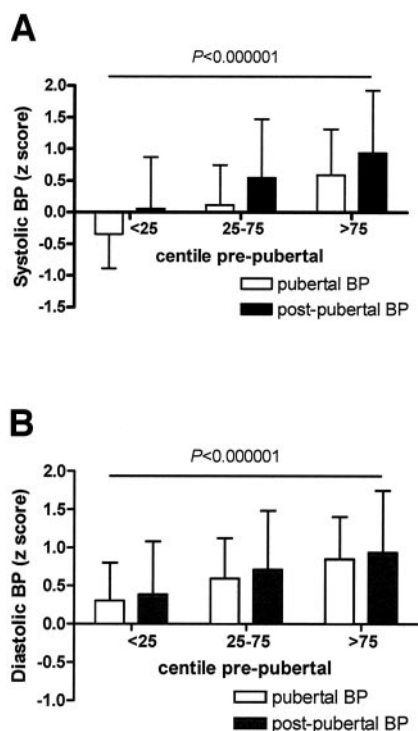 A
P<0.000001
Systolic BP (z score)
2.0
1.5
1.0
0.5
0.0
-0.5
-1.0
-1.5
<25
25-75
>75
centile pre-pubertal
pubertal BP
post-pubertal BP
B
P<0.000001
Diastolic BP (z score)
2.0
1.5
1.0
0.5
0.0
-0.5
-1.0
<25
25-75
>75
centile pre-pubertal
pubertal BP
post-pubertal BP